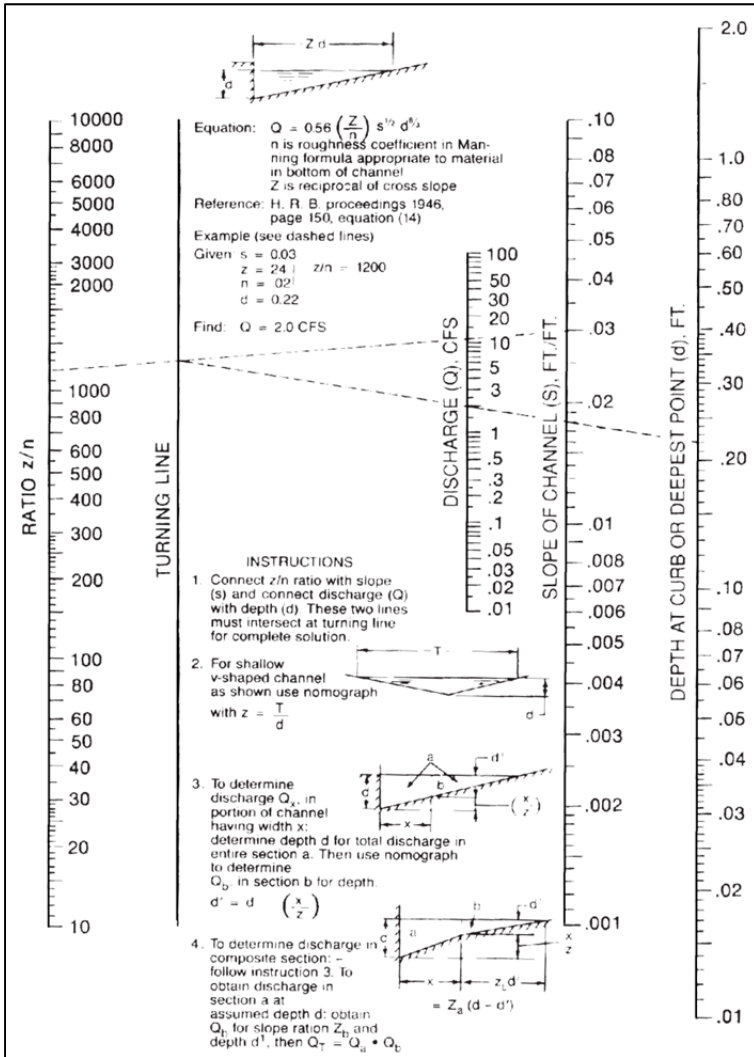 Z d
d
Equation: Q = 0.56 (Z/n) s^1/2 d^8/3
n is roughness coefficient in Man-
ning formula appropriate to material
in bottom of channel
Z is reciprocal of cross slope
Reference: H. R. B. proceedings 1946,
page 150, equation (14)
Example (see dashed lines)
Given s = 0.03
z = 24 z/n = 1200
n = .02
d = 0.22
Find: Q = 2.0 CFS
RATIO z/n
10000
8000
6000
5000
4000
3000
2000
1000
800
600
500
400
300
200
100
80
60
50
40
30
20
10
TURNING LINE
DISCHARGE (Q), CFS
100
50
30
20
10
5
3
1
.5
.3
.2
.1
.05
.03
.02
.01
SLOPE OF CHANNEL (S), FT./FT.
.10
.08
.07
.06
.05
.04
.03
.02
.01
.008
.007
.006
.005
.004
.003
.002
.001
DEPTH AT CURB OR DEEPEST POINT (d), FT.
2.0
1.0
.80
.70
.60
.50
.40
.30
.20
.10
.08
.07
.06
.05
.04
.03
.02
.01
INSTRUCTIONS
1. Connect z/n ratio with slope
(s) and connect discharge (Q)
with depth (d). These two lines
must intersect at turning line
for complete solution.
T
2. For shallow
v-shaped channel
as shown use nomograph
with z = T/d
d
3. To determine
discharge Qx, in
portion of channel
having width x:
determine depth d for total discharge in
entire section a. Then use nomograph
to determine
Qb, in section b for depth.
d' = d (x/z)
a
d'
d
b
(x/z)
x
4. To determine discharge in
composite section: –
follow instruction 3. To
obtain discharge in
section a at
assumed depth d: obtain
Qb for slope ration Zb and
depth d¹, then QT = Qa • Qb
b
d'
a
x
z
x
= Za (d - d')